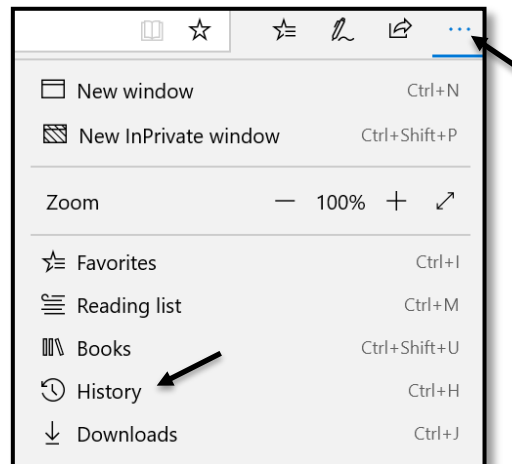 New window Ctrl+N
New InPrivate window Ctrl+Shift+P
Zoom — 100% +
Favorites Ctrl+I
Reading list Ctrl+M
Books Ctrl+Shift+U
History Ctrl+H
Downloads Ctrl+J